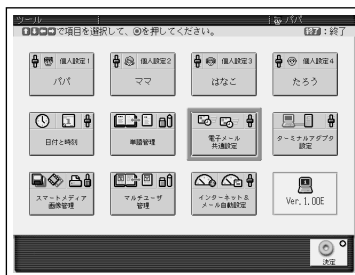 ツール
パパ
で項目を選択して、◎を押してください。
終了:終了
個人設定1
パパ
個人設定2
ママ
個人設定3
はなこ
個人設定4
たろう
日付と時刻
単語管理
電子メール
共通設定
ターミナルアダプタ
設定
スマートメディア
画像管理
マルチユーザ
管理
インターネット&
メール自動設定
Ver. 1.00E
決定